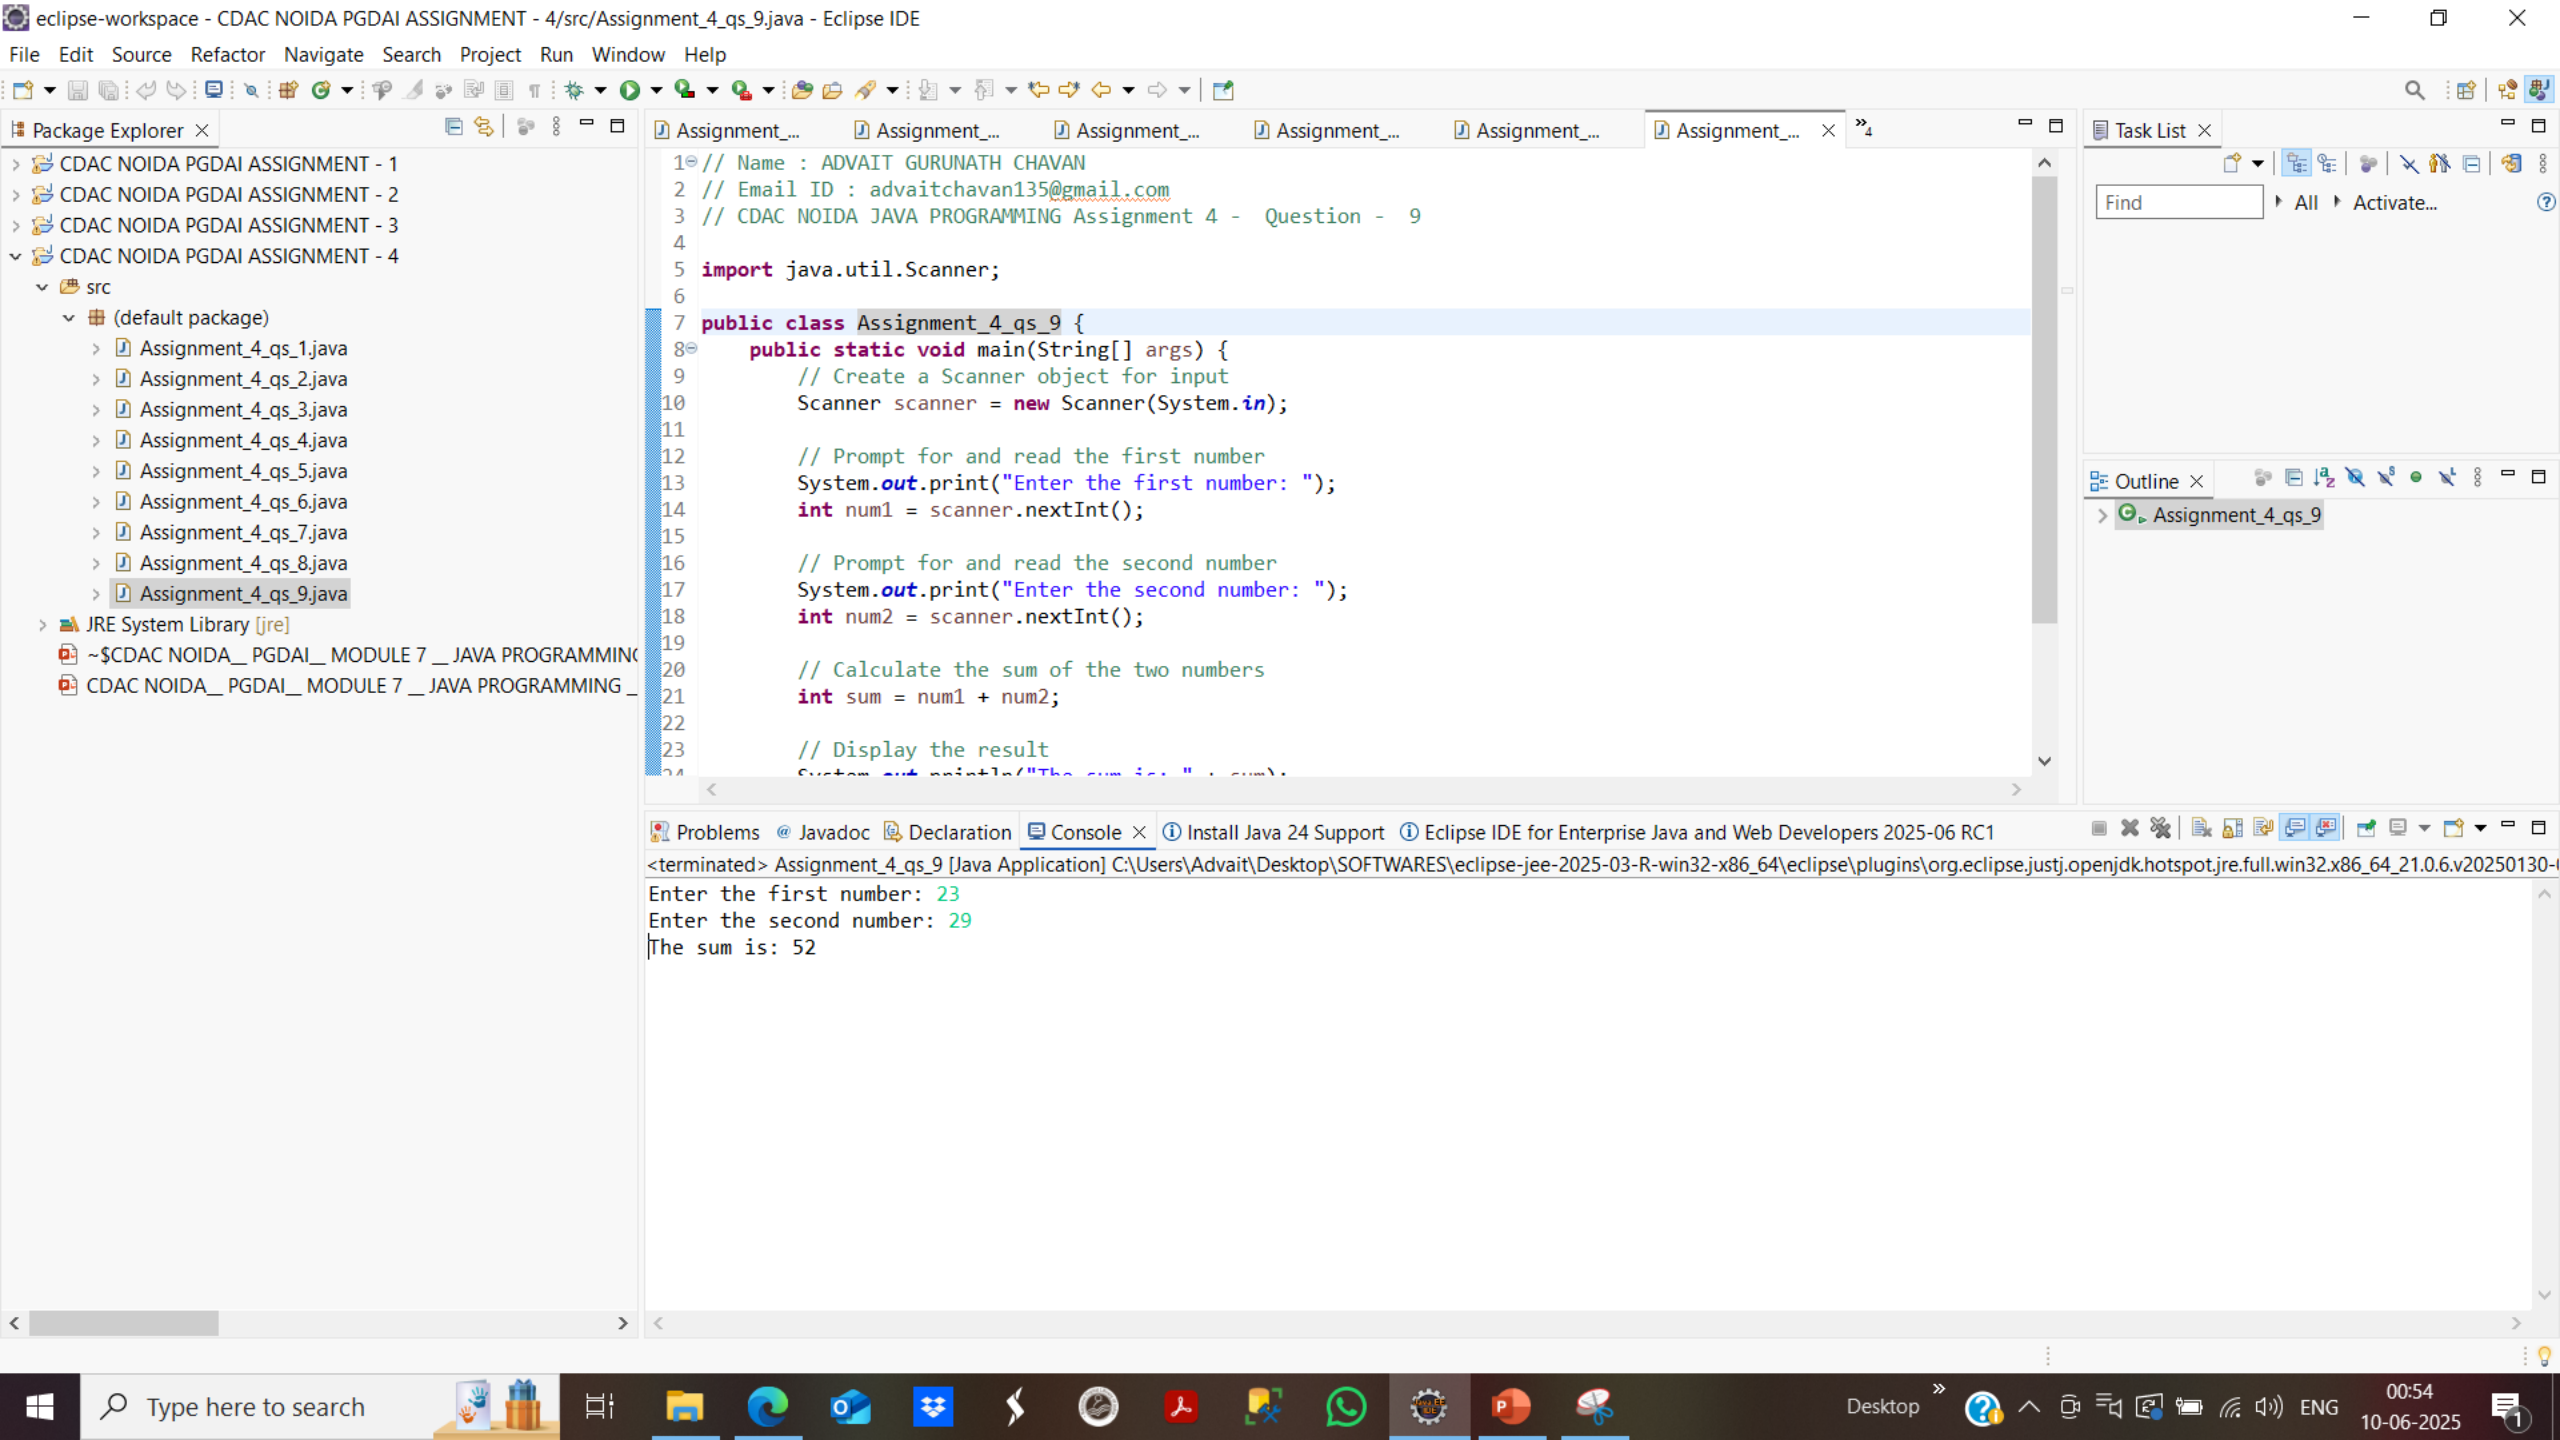 eclipse-workspace - CDAC NOIDA PGDAI ASSIGNMENT - 4/src/Assignment_4_qs_9.java - Eclipse IDE
File Edit Source Refactor Navigate Search Project Run Window Help
Package Explorer
CDAC NOIDA PGDAI ASSIGNMENT - 1
CDAC NOIDA PGDAI ASSIGNMENT - 2
CDAC NOIDA PGDAI ASSIGNMENT - 3
CDAC NOIDA PGDAI ASSIGNMENT - 4
src
(default package)
Assignment_4_qs_1.java
Assignment_4_qs_2.java
Assignment_4_qs_3.java
Assignment_4_qs_4.java
Assignment_4_qs_5.java
Assignment_4_qs_6.java
Assignment_4_qs_7.java
Assignment_4_qs_8.java
Assignment_4_qs_9.java
JRE System Library [jre]
~$CDAC NOIDA__ PGDAI__ MODULE 7 __ JAVA PROGRAMMING
CDAC NOIDA__ PGDAI__ MODULE 7 __ JAVA PROGRAMMING _
Assignment_... Assignment_... Assignment_... Assignment_... Assignment_... Assignment_... »4
1 // Name : ADVAIT GURUNATH CHAVAN
2 // Email ID : advaitchavan135@gmail.com
3 // CDAC NOIDA JAVA PROGRAMMING Assignment 4 -  Question -  9
4
5 import java.util.Scanner;
6
7 public class Assignment_4_qs_9 {
8     public static void main(String[] args) {
9         // Create a Scanner object for input
10         Scanner scanner = new Scanner(System.in);
11
12         // Prompt for and read the first number
13         System.out.print("Enter the first number: ");
14         int num1 = scanner.nextInt();
15
16         // Prompt for and read the second number
17         System.out.print("Enter the second number: ");
18         int num2 = scanner.nextInt();
19
20         // Calculate the sum of the two numbers
21         int sum = num1 + num2;
22
23         // Display the result
24         System.out.println("The sum is: " + sum);
Task List
Find All Activate...
Outline
Assignment_4_qs_9
Problems @ Javadoc Declaration Console Install Java 24 Support Eclipse IDE for Enterprise Java and Web Developers 2025-06 RC1
<terminated> Assignment_4_qs_9 [Java Application] C:\Users\Advait\Desktop\SOFTWARES\eclipse-jee-2025-03-R-win32-x86_64\eclipse\plugins\org.eclipse.justj.openjdk.hotspot.jre.full.win32.x86_64_21.0.6.v20250130-
Enter the first number: 23
Enter the second number: 29
The sum is: 52
Type here to search
Desktop » ENG
00:54
10-06-2025
1